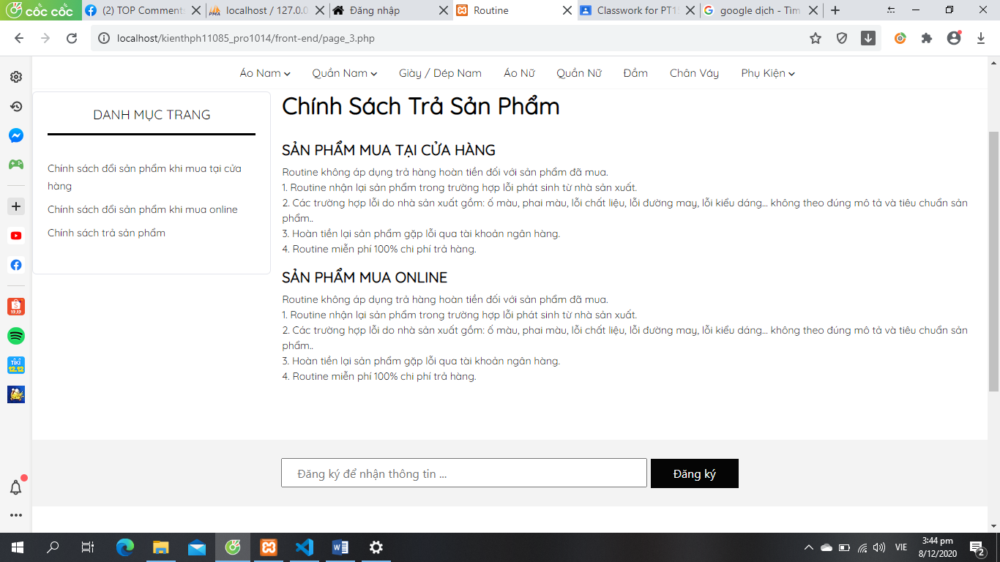 cốc cốc
(2) TOP Comments
localhost / 127.0.0
Đăng nhập
Routine
Classwork for PT1
google dịch - Tìm
localhost/kienthph11085_pro1014/front-end/page_3.php
Áo Nam
Quần Nam
Giày / Dép Nam
Áo Nữ
Quần Nữ
Đầm
Chân Váy
Phụ Kiện
DANH MỤC TRANG
Chính sách đổi sản phẩm khi mua tại cửa
hàng
Chính sách đổi sản phẩm khi mua online
Chính sách trả sản phẩm
Chính Sách Trả Sản Phẩm
SẢN PHẨM MUA TẠI CỬA HÀNG
Routine không áp dụng trả hàng hoàn tiền đối với sản phẩm đã mua.
1. Routine nhận lại sản phẩm trong trường hợp lỗi phát sinh từ nhà sản xuất.
2. Các trường hợp lỗi do nhà sản xuất gồm: ố màu, phai màu, lỗi chất liệu, lỗi đường may, lỗi kiểu dáng... không theo đúng mô tả và tiêu chuẩn sản
phẩm..
3. Hoàn tiền lại sản phẩm gặp lỗi qua tài khoản ngân hàng.
4. Routine miễn phí 100% chi phí trả hàng.
SẢN PHẨM MUA ONLINE
Routine không áp dụng trả hàng hoàn tiền đối với sản phẩm đã mua.
1. Routine nhận lại sản phẩm trong trường hợp lỗi phát sinh từ nhà sản xuất.
2. Các trường hợp lỗi do nhà sản xuất gồm: ố màu, phai màu, lỗi chất liệu, lỗi đường may, lỗi kiểu dáng... không theo đúng mô tả và tiêu chuẩn sản
phẩm..
3. Hoàn tiền lại sản phẩm gặp lỗi qua tài khoản ngân hàng.
4. Routine miễn phí 100% chi phí trả hàng.
Đăng ký để nhận thông tin ...
Đăng ký
12.12
TIKI
12.12
VIE
3:44 pm
8/12/2020
2